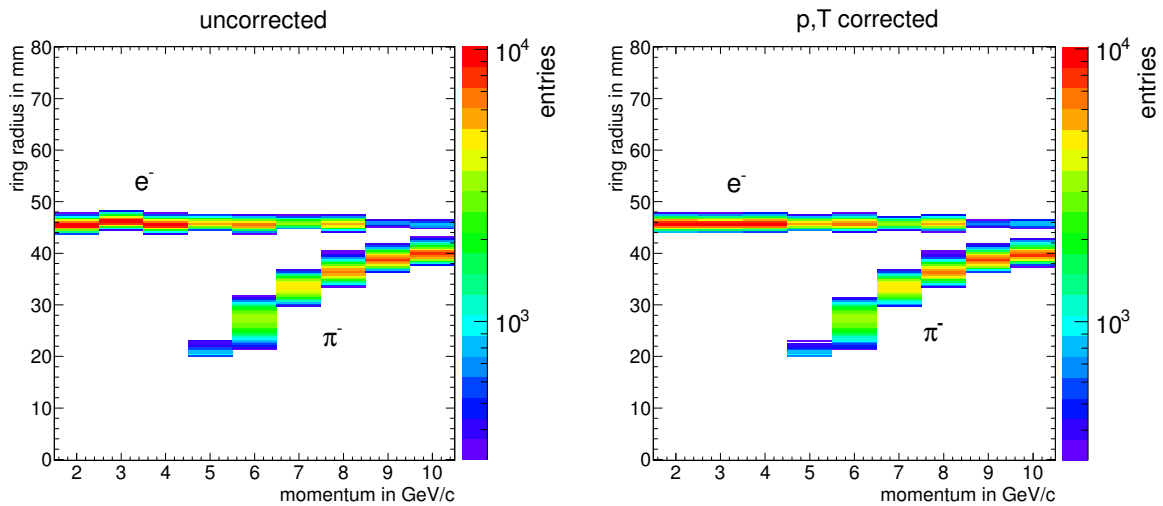 uncorrected
ring radius in mm
80
70
60
50
40
30
20
10
0
e-
π-
2 3 4 5 6 7 8 9 10
momentum in GeV/c
10^4
10^3
entries
p,T corrected
ring radius in mm
80
70
60
50
40
30
20
10
0
e-
π-
2 3 4 5 6 7 8 9 10
momentum in GeV/c
10^4
10^3
entries